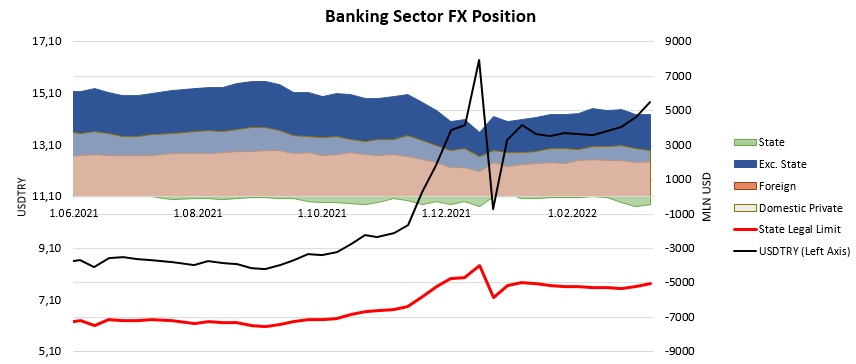 Banking Sector FX Position
17,10
15,10
13,10
11,10
9,10
7,10
5,10
USDTRY
1.06.2021
1.08.2021
1.10.2021
1.12.2021
1.02.2022
9000
7000
5000
3000
1000
-1000
-3000
-5000
-7000
-9000
MLN USD
State
Exc. State
Foreign
Domestic Private
State Legal Limit
USDTRY (Left Axis)